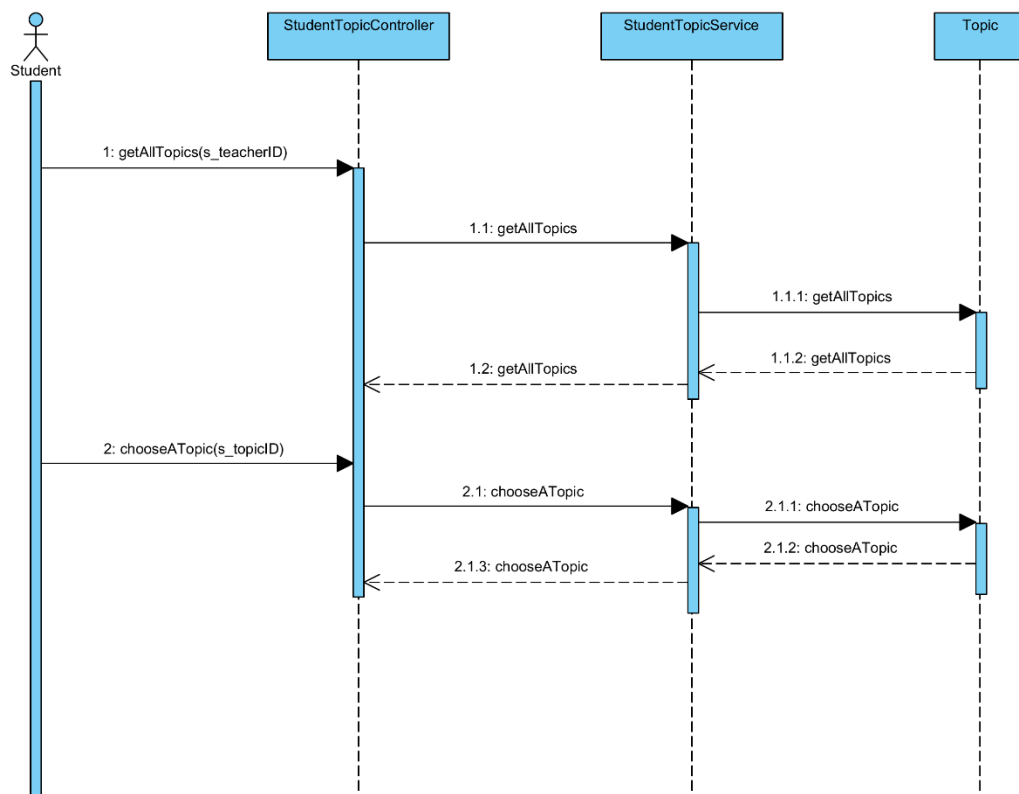 StudentTopicController
StudentTopicService
Topic
Student
1: getAllTopics(s_teacherID)
1.1: getAllTopics
1.1.1: getAllTopics
1.1.2: getAllTopics
1.2: getAllTopics
2: chooseATopic(s_topicID)
2.1: chooseATopic
2.1.1: chooseATopic
2.1.2: chooseATopic
2.1.3: chooseATopic